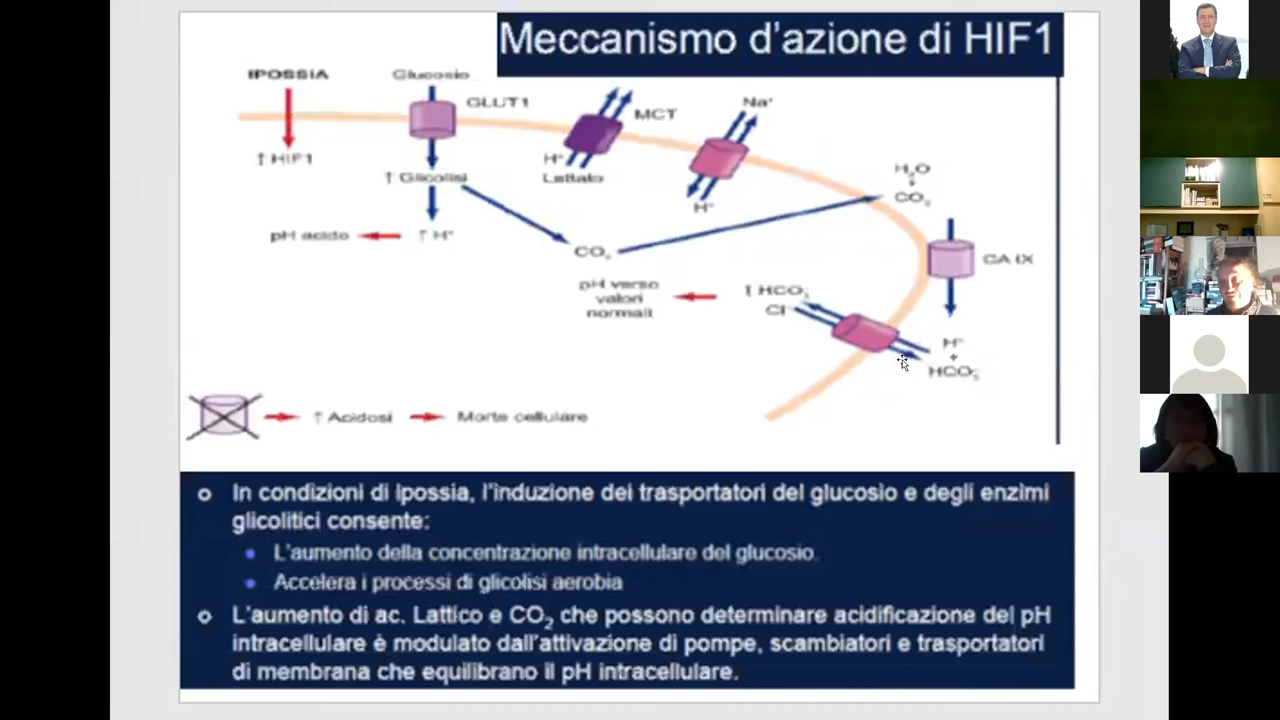 Meccanismo d'azione di HIF1
IPOSSIA
Glucosio
GLUT1
MCT
Na⁺
↑ HIF1
↑ Glicolisi
H⁺
Lattato
H⁺
H₂O
+
CO₂
pH acido
↑ H⁺
CO₂
CA IX
pH verso
valori
normali
↑ HCO₃⁻
Cl⁻
H⁺
+
HCO₃⁻
↑ Acidosi
Morte cellulare
In condizioni di ipossia, l'induzione dei trasportatori del glucosio e degli enzimi
glicolitici consente:
L'aumento della concentrazione intracellulare del glucosio.
Accelera i processi di glicolisi aerobia
L'aumento di ac. Lattico e CO₂ che possono determinare acidificazione del pH
intracellulare è modulato dall'attivazione di pompe, scambiatori e trasportatori
di membrana che equilibrano il pH intracellulare.